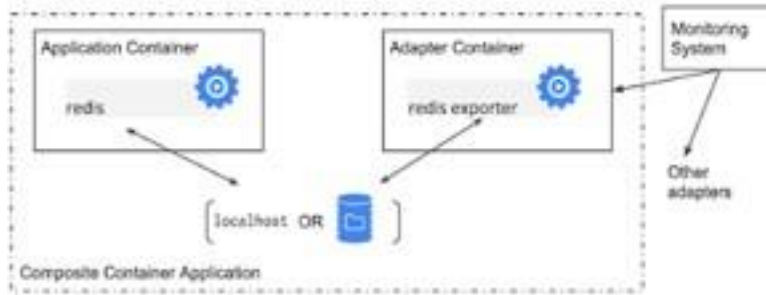 Application Container
redis
Adapter Container
redis exporter
Monitoring
System
Other
adapters
[localhost OR ]
Composite Container Application